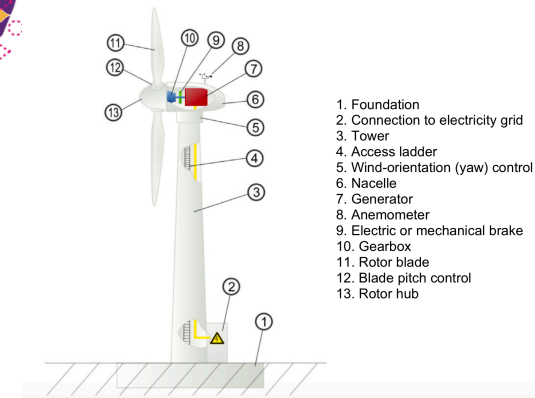 11
10
9
8
12
7
13
6
5
4
3
2
1
1. Foundation
2. Connection to electricity grid
3. Tower
4. Access ladder
5. Wind-orientation (yaw) control
6. Nacelle
7. Generator
8. Anemometer
9. Electric or mechanical brake
10. Gearbox
11. Rotor blade
12. Blade pitch control
13. Rotor hub